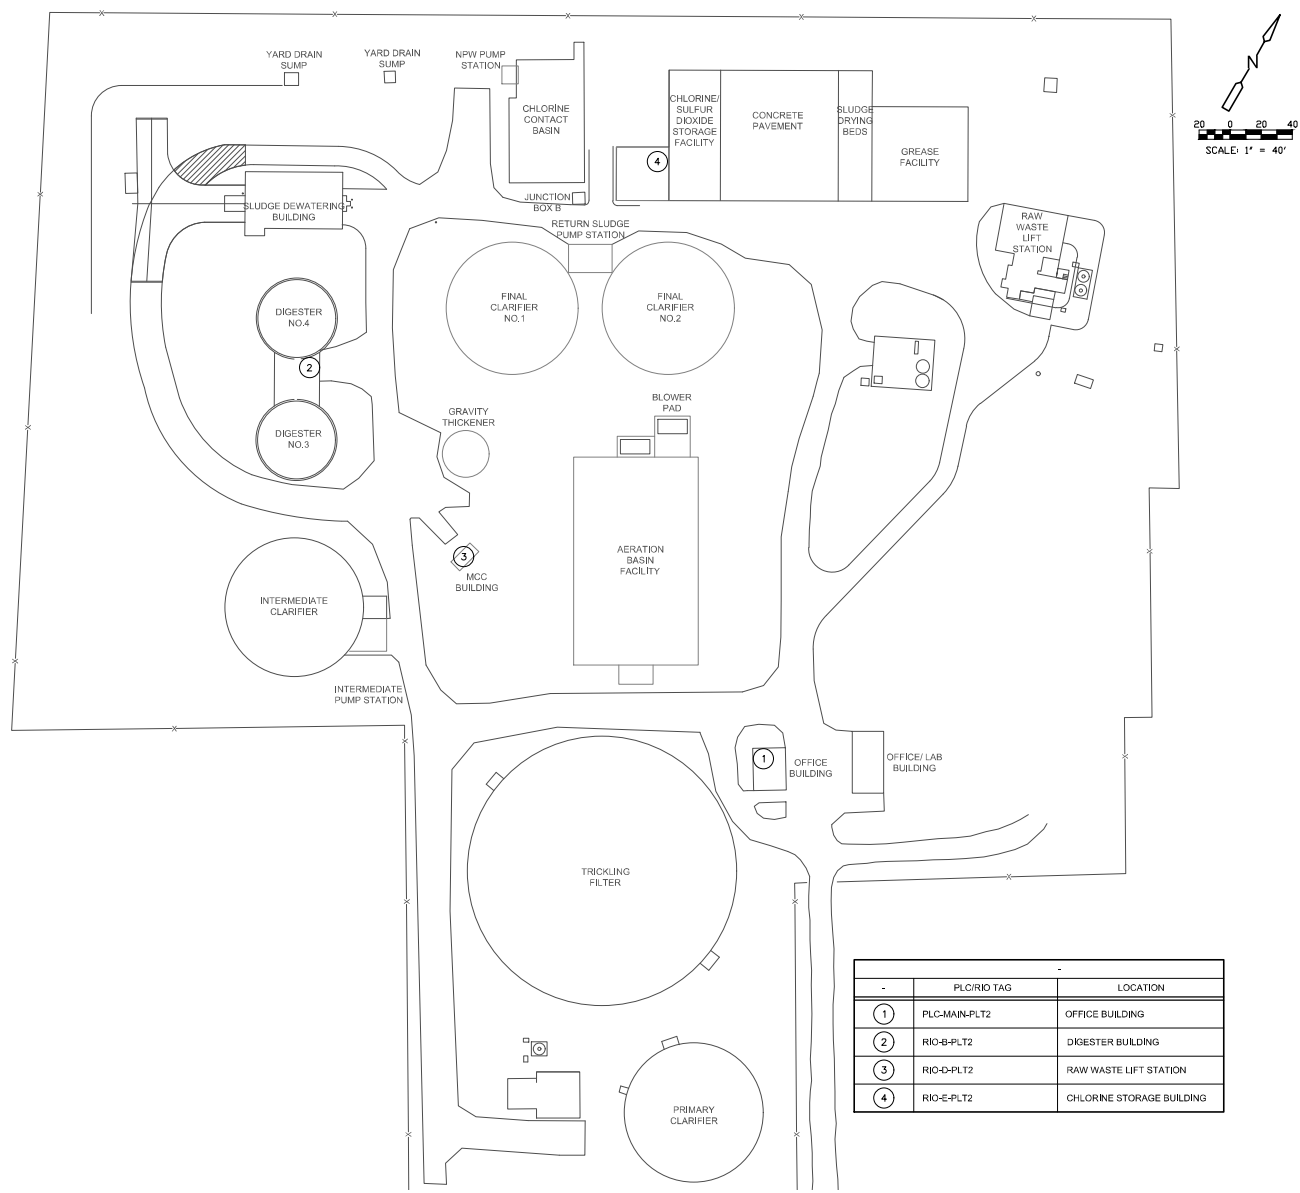 YARD DRAIN
SUMP
YARD DRAIN
SUMP
NPW PUMP
STATION
CHLORINE
CONTACT
BASIN
CHLORINE/
SULFUR
DIOXIDE
STORAGE
FACILITY
CONCRETE
PAVEMENT
SLUDGE
DRYING
BEDS
GREASE
FACILITY
N
20 0 20 40
SCALE: 1" = 40'
4
JUNCTION
BOX B
SLUDGE DEWATERING
BUILDING
RETURN SLUDGE
PUMP STATION
RAW
WASTE
LIFT
STATION
DIGESTER
NO.4
FINAL
CLARIFIER
NO.1
FINAL
CLARIFIER
NO.2
2
DIGESTER
NO.3
GRAVITY
THICKENER
BLOWER
PAD
3
MCC
BUILDING
AERATION
BASIN
FACILITY
INTERMEDIATE
CLARIFIER
INTERMEDIATE
PUMP STATION
1
OFFICE
BUILDING
OFFICE/ LAB
BUILDING
TRICKLING
FILTER
PRIMARY
CLARIFIER
-
- PLC/RIO TAG LOCATION
1 PLC-MAIN-PLT2 OFFICE BUILDING
2 RIO-B-PLT2 DIGESTER BUILDING
3 RIO-D-PLT2 RAW WASTE LIFT STATION
4 RIO-E-PLT2 CHLORINE STORAGE BUILDING